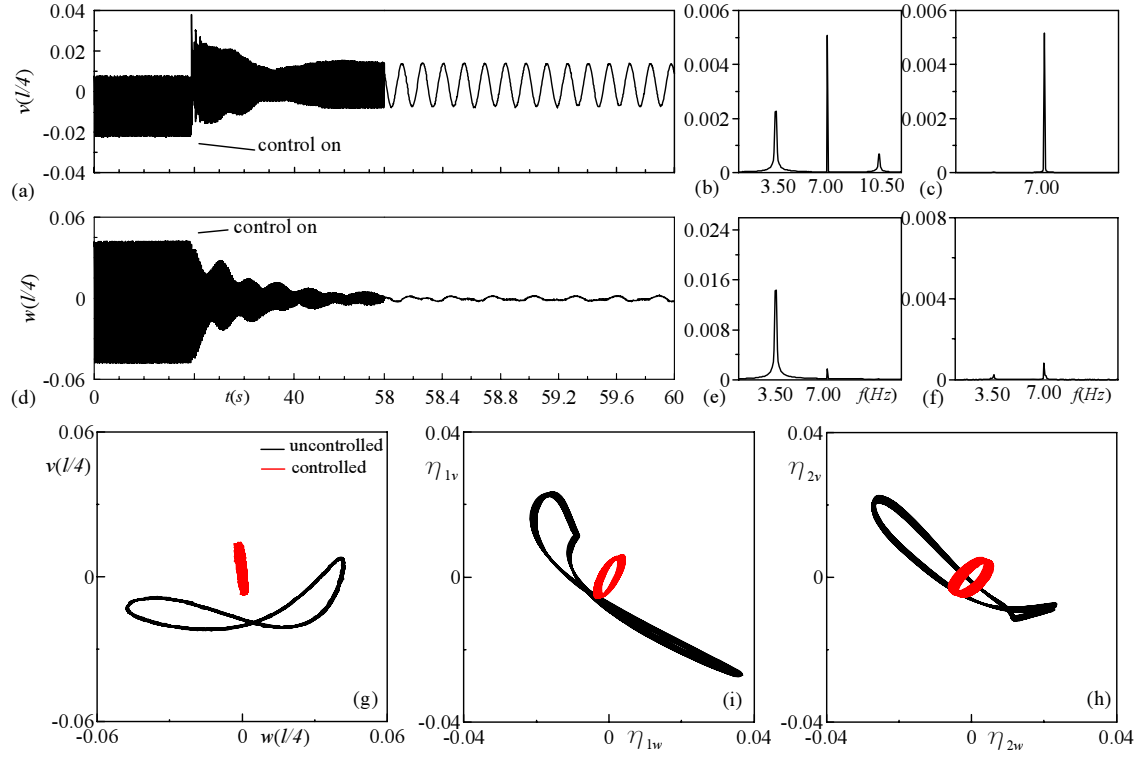 0.04
0.02
0
-0.02
-0.04
v(l/4)
control on
(a)
0.006
0.004
0.002
0
3.50 7.00 10.50
(b)
0.006
0.004
0.002
0
7.00
(c)
0.06
0
-0.06
w(l/4)
control on
(d)
0 t(s) 40 58 58.4 58.8 59.2 59.6 60
0.024
0.016
0.008
0
(e)
3.50 7.00 f(Hz)
0.008
0.004
0
(f)
3.50 7.00 f(Hz)
0.06
v(l/4)
0
-0.06
uncontrolled
controlled
(g)
-0.06 0 w(l/4) 0.06
0.04
η1v
0
-0.04
(i)
-0.04 0 η1w 0.04
0.04
η2v
0
-0.04
(h)
-0.04 0 η2w 0.04